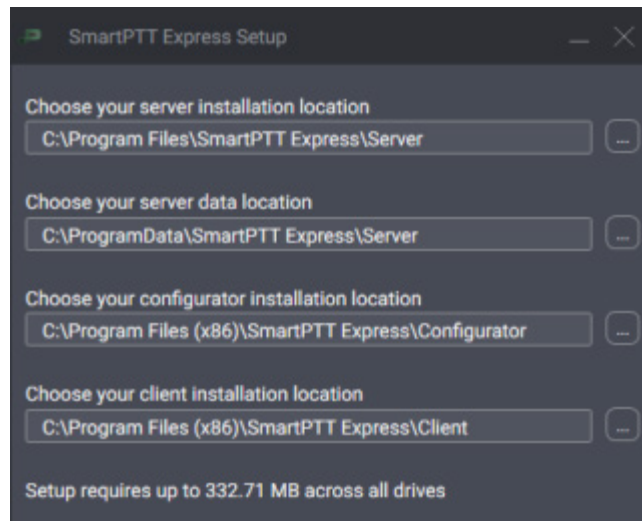 SmartPTT Express Setup
Choose your server installation location
C:\Program Files\SmartPTT Express\Server
...
Choose your server data location
C:\ProgramData\SmartPTT Express\Server
...
Choose your configurator installation location
C:\Program Files (x86)\SmartPTT Express\Configurator
...
Choose your client installation location
C:\Program Files (x86)\SmartPTT Express\Client
...
Setup requires up to 332.71 MB across all drives